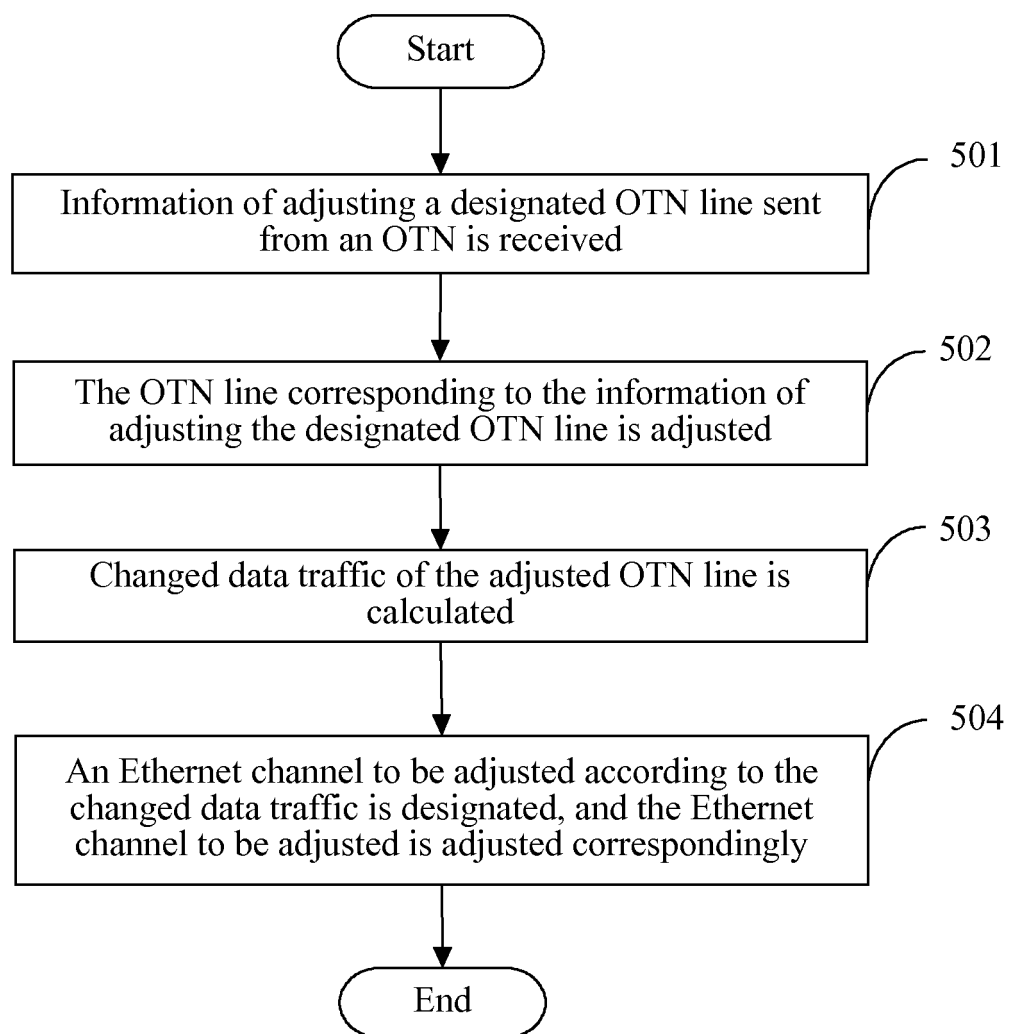 Start
501
Information of adjusting a designated OTN line sent
from an OTN is received
502
The OTN line corresponding to the information of
adjusting the designated OTN line is adjusted
503
Changed data traffic of the adjusted OTN line is
calculated
504
An Ethernet channel to be adjusted according to the
changed data traffic is designated, and the Ethernet
channel to be adjusted is adjusted correspondingly
End